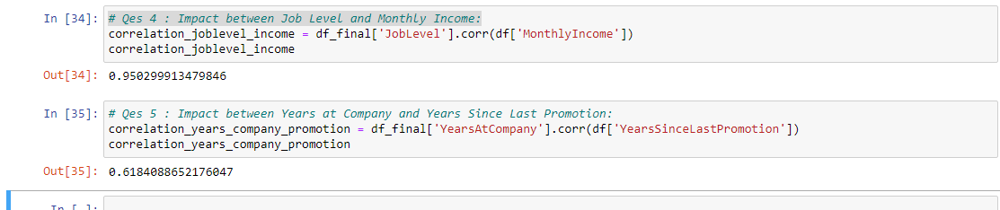 In [34]: # Qes 4 : Impact between Job Level and Monthly Income:
correlation_joblevel_income = df_final['JobLevel'].corr(df['MonthlyIncome'])
correlation_joblevel_income
Out[34]: 0.950299913479846
In [35]: # Qes 5 : Impact between Years at Company and Years Since Last Promotion:
correlation_years_company_promotion = df_final['YearsAtCompany'].corr(df['YearsSinceLastPromotion'])
correlation_years_company_promotion
Out[35]: 0.6184088652176047
In [ ]: